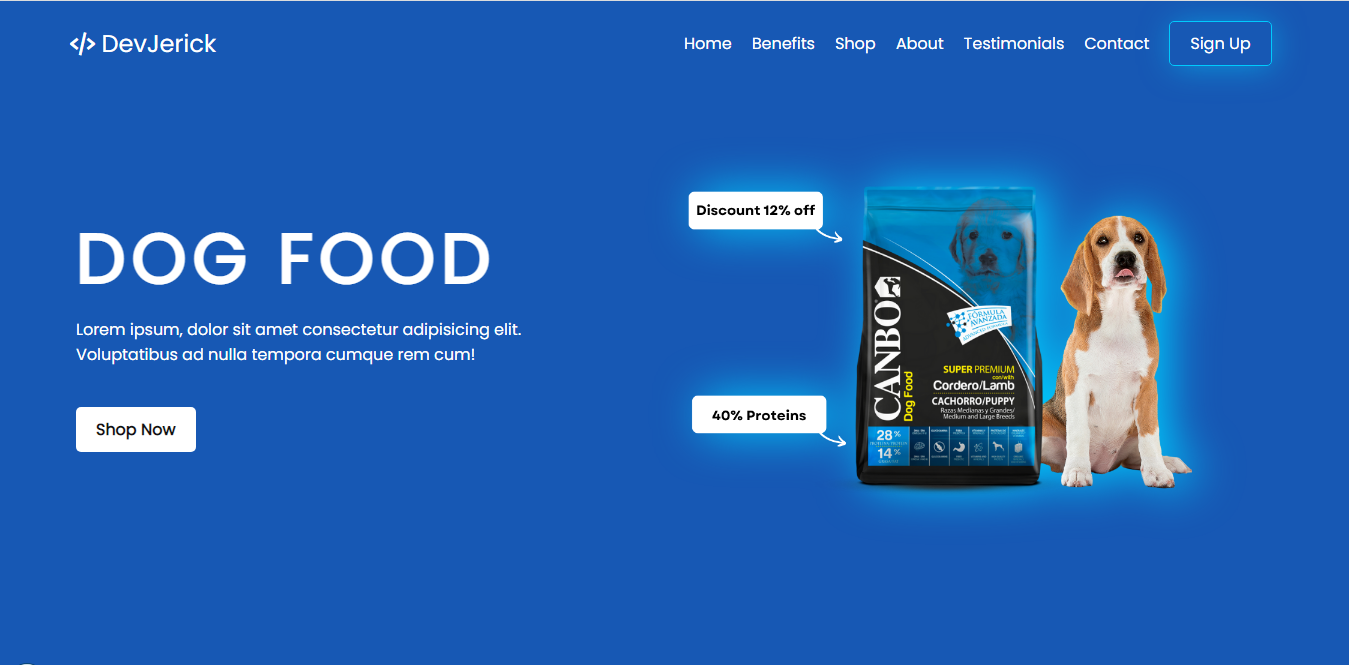 </> DevJerick
Home Benefits Shop About Testimonials Contact Sign Up
Discount 12% off
DOG FOOD
Lorem ipsum, dolor sit amet consectetur adipisicing elit.
Voluptatibus ad nulla tempora cumque rem cum!
Shop Now
40% Proteins
CANBO®
Dog Food
FÓRMULA
AVANZADA
ADVANCED FORMULA
SUPER PREMIUM
con/with
Cordero/Lamb
CACHORRO/PUPPY
Razas Medianas y Grandes/
Medium and Large Breeds
28%
14%